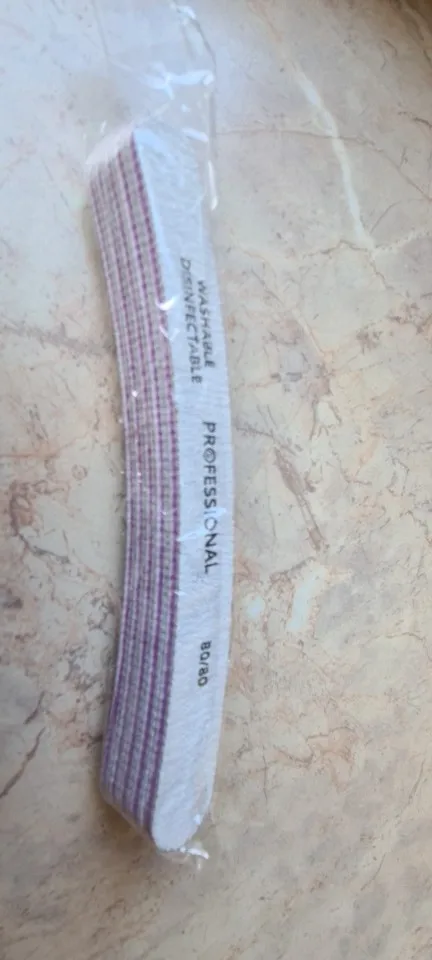 WASHABLE
DISINFECTABLE
PROFESSIONAL
80/80